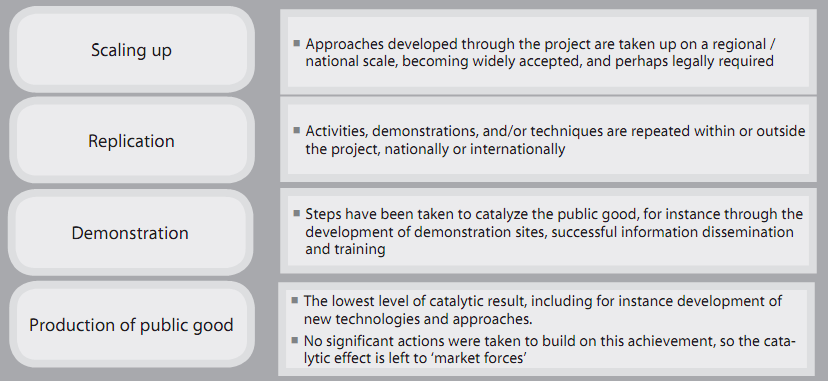 Scaling up
▪ Approaches developed through the project are taken up on a regional /
national scale, becoming widely accepted, and perhaps legally required
Replication
▪ Activities, demonstrations, and/or techniques are repeated within or outside
the project, nationally or internationally
Demonstration
▪ Steps have been taken to catalyze the public good, for instance through the
development of demonstration sites, successful information dissemination
and training
Production of public good
▪ The lowest level of catalytic result, including for instance development of
new technologies and approaches.
▪ No significant actions were taken to build on this achievement, so the cata-
lytic effect is left to ‘market forces’